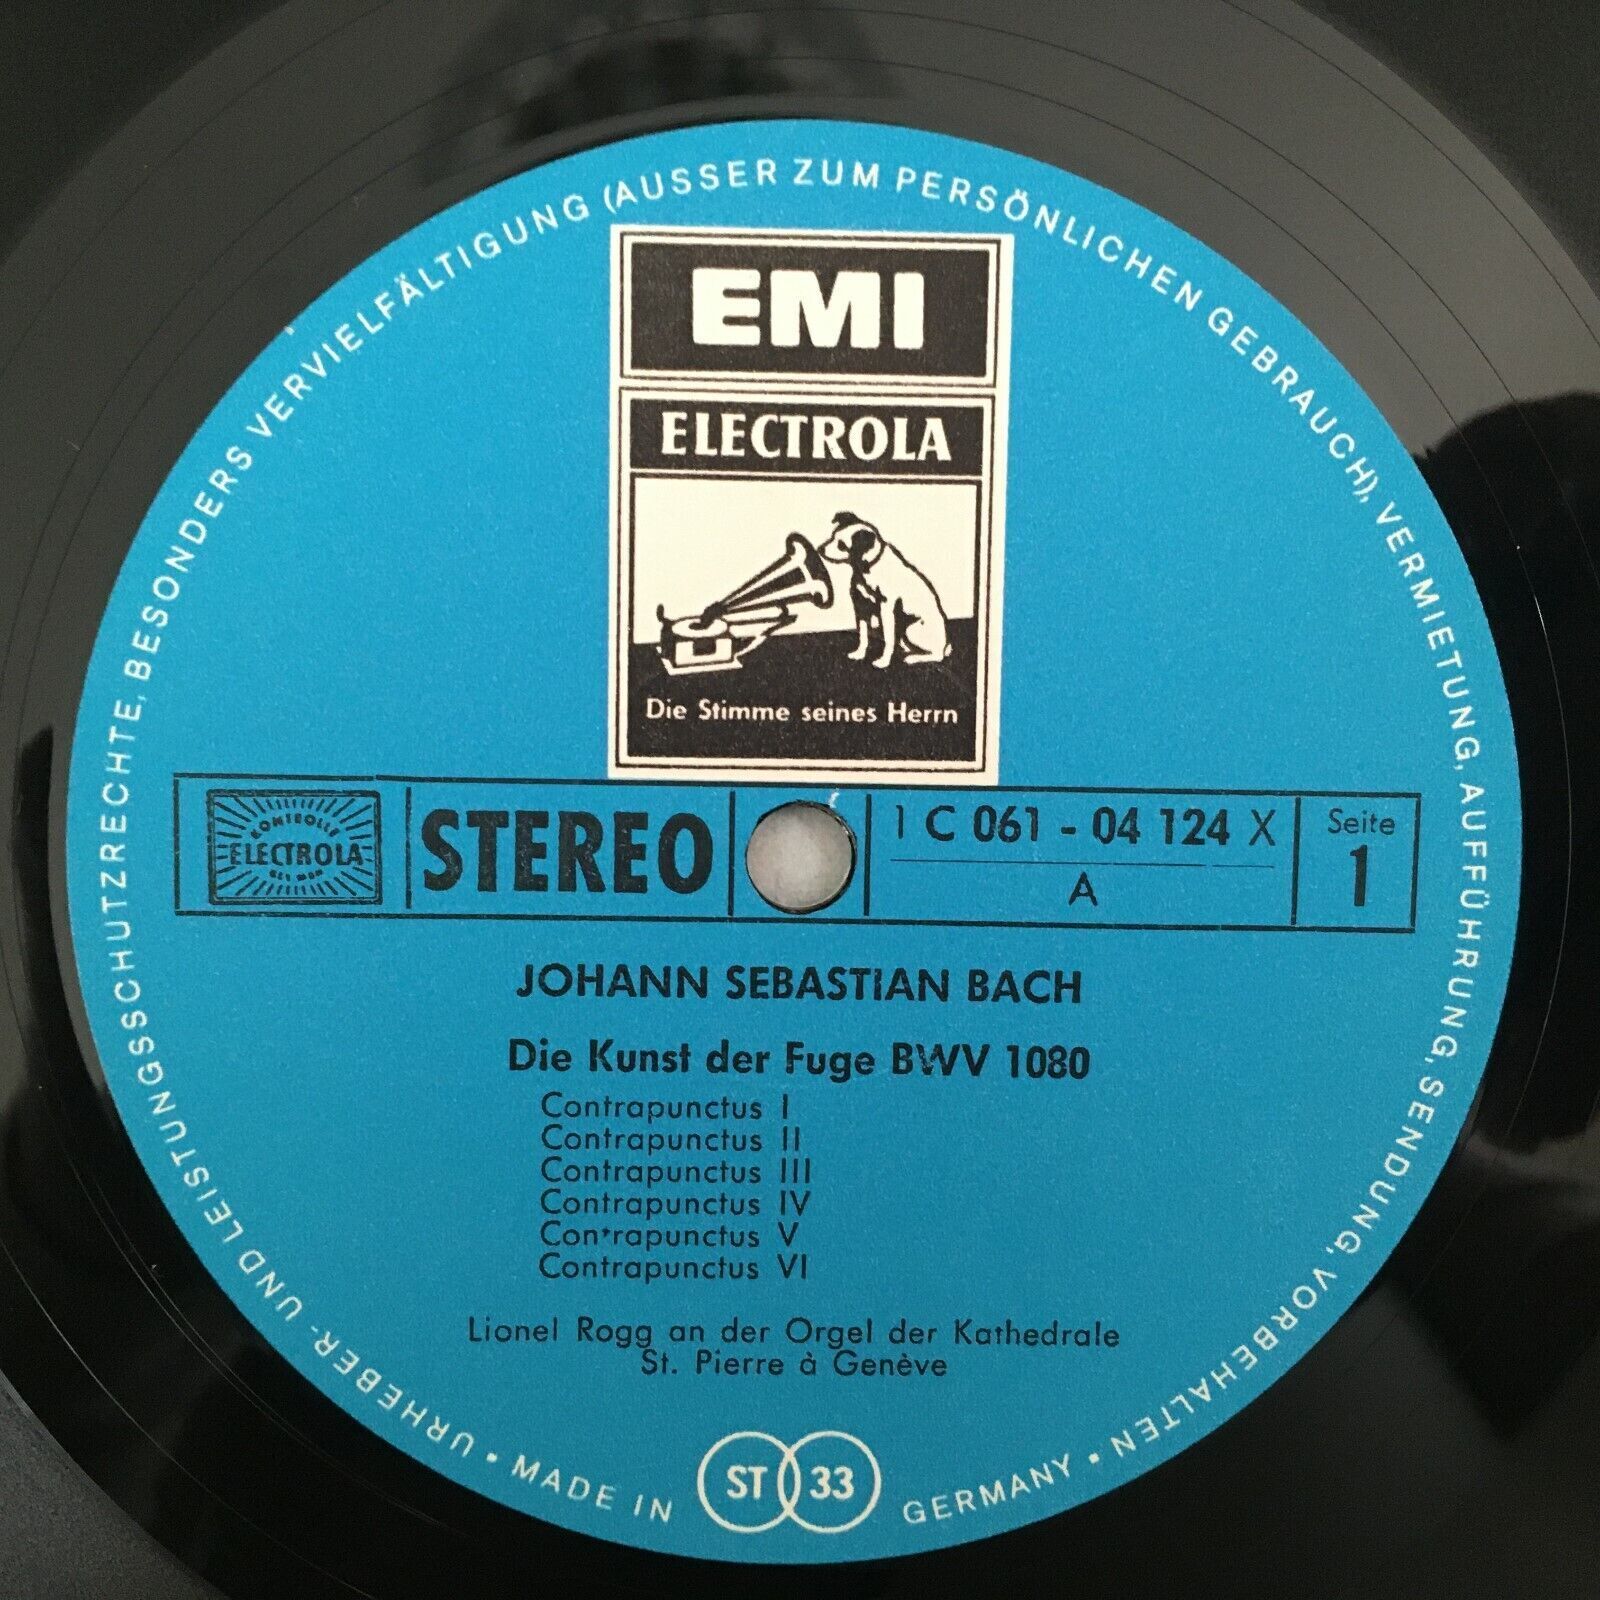 URHEBER- UND LEISTUNGSSCHUTZRECHTE, BESONDERS VERVIELFÄLTIGUNG (AUSSER ZUM PERSÖNLICHEN GEBRAUCH), VERMIETUNG, AUFFÜHRUNG, SENDUNG, VORBEHALTEN •
EMI
ELECTROLA
Die Stimme seines Herrn
KONTROLLE
ELECTROLA
STEREO
1 C 061 - 04 124 X
A
Seite
1
JOHANN SEBASTIAN BACH
Die Kunst der Fuge BWV 1080
Contrapunctus I
Contrapunctus II
Contrapunctus III
Contrapunctus IV
Contrapunctus V
Contrapunctus VI
Lionel Rogg an der Orgel der Kathedrale
St. Pierre à Genève
• MADE IN
ST 33
GERMANY